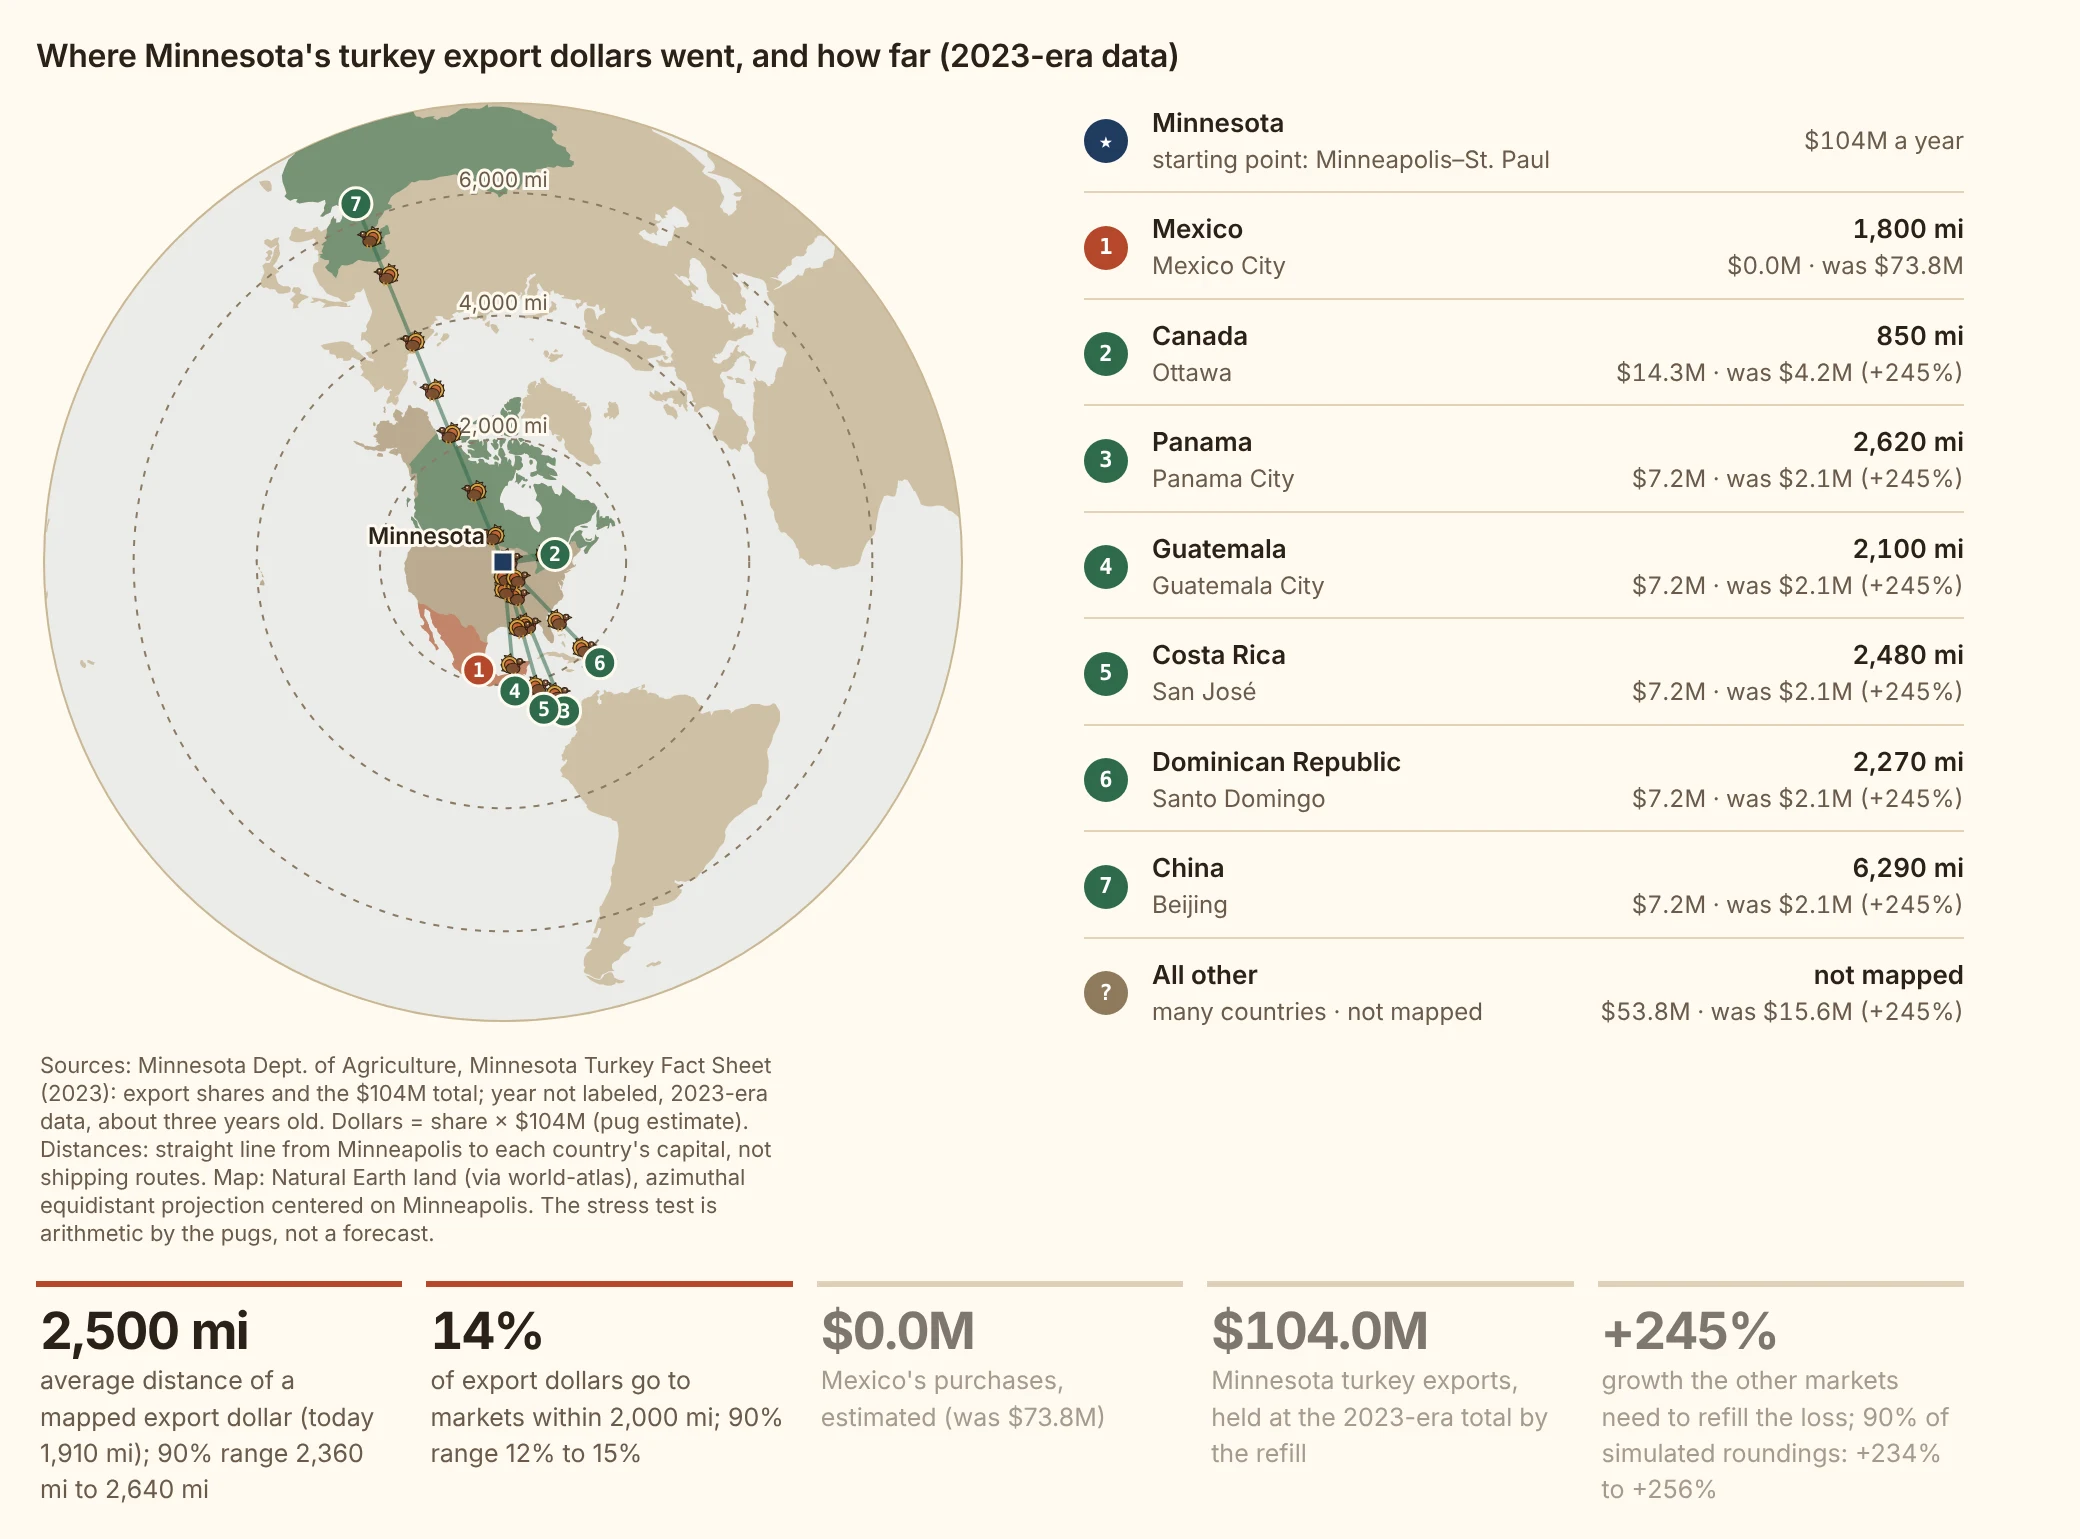 Where Minnesota's turkey export dollars went, and how far (2023-era data)
6,000 mi
4,000 mi
2,000 mi
Minnesota
7
2
1
6
4
5
3
★
Minnesota
$104M a year
starting point: Minneapolis–St. Paul
1
Mexico
1,800 mi
Mexico City
$0.0M · was $73.8M
2
Canada
850 mi
Ottawa
$14.3M · was $4.2M (+245%)
3
Panama
2,620 mi
Panama City
$7.2M · was $2.1M (+245%)
4
Guatemala
2,100 mi
Guatemala City
$7.2M · was $2.1M (+245%)
5
Costa Rica
2,480 mi
San José
$7.2M · was $2.1M (+245%)
6
Dominican Republic
2,270 mi
Santo Domingo
$7.2M · was $2.1M (+245%)
7
China
6,290 mi
Beijing
$7.2M · was $2.1M (+245%)
?
All other
not mapped
many countries · not mapped
$53.8M · was $15.6M (+245%)
Sources: Minnesota Dept. of Agriculture, Minnesota Turkey Fact Sheet
(2023): export shares and the $104M total; year not labeled, 2023-era
data, about three years old. Dollars = share × $104M (pug estimate).
Distances: straight line from Minneapolis to each country's capital, not
shipping routes. Map: Natural Earth land (via world-atlas), azimuthal
equidistant projection centered on Minneapolis. The stress test is
arithmetic by the pugs, not a forecast.
2,500 mi
average distance of a
mapped export dollar (today
1,910 mi); 90% range 2,360
mi to 2,640 mi
14%
of export dollars go to
markets within 2,000 mi; 90%
range 12% to 15%
$0.0M
Mexico's purchases,
estimated (was $73.8M)
$104.0M
Minnesota turkey exports,
held at the 2023-era total by
the refill
+245%
growth the other markets
need to refill the loss; 90% of
simulated roundings: +234%
to +256%